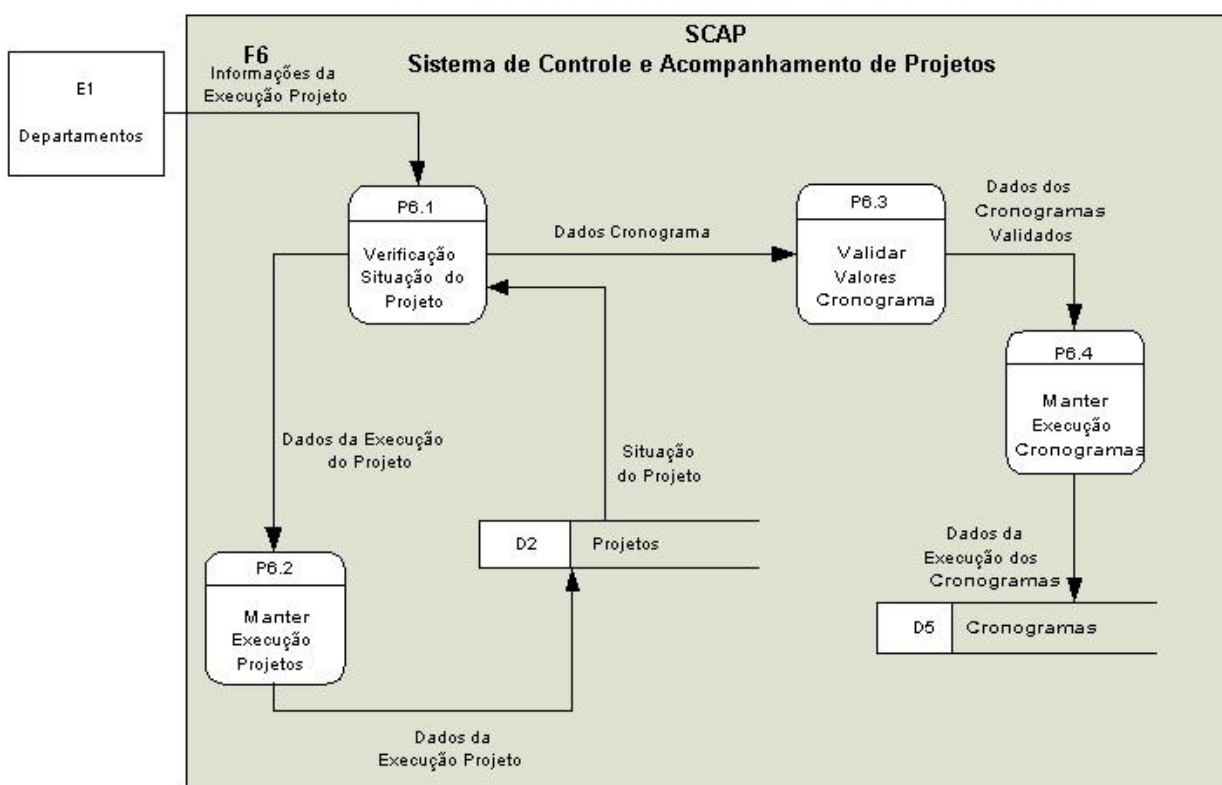 SCAP
Sistema de Controle e Acompanhamento de Projetos
F6
Informações da
Execução Projeto
E1
Departamentos
P6.1
Verificação
Situação do
Projeto
Dados Cronograma
P6.3
Validar
Valores
Cronograma
Dados dos
Cronogramas
Validados
P6.4
Manter
Execução
Cronogramas
Dados da Execução
do Projeto
Situação
do Projeto
D2
Projetos
Dados da
Execução dos
Cronogramas
P6.2
Manter
Execução
Projetos
D5
Cronogramas
Dados da
Execução Projeto